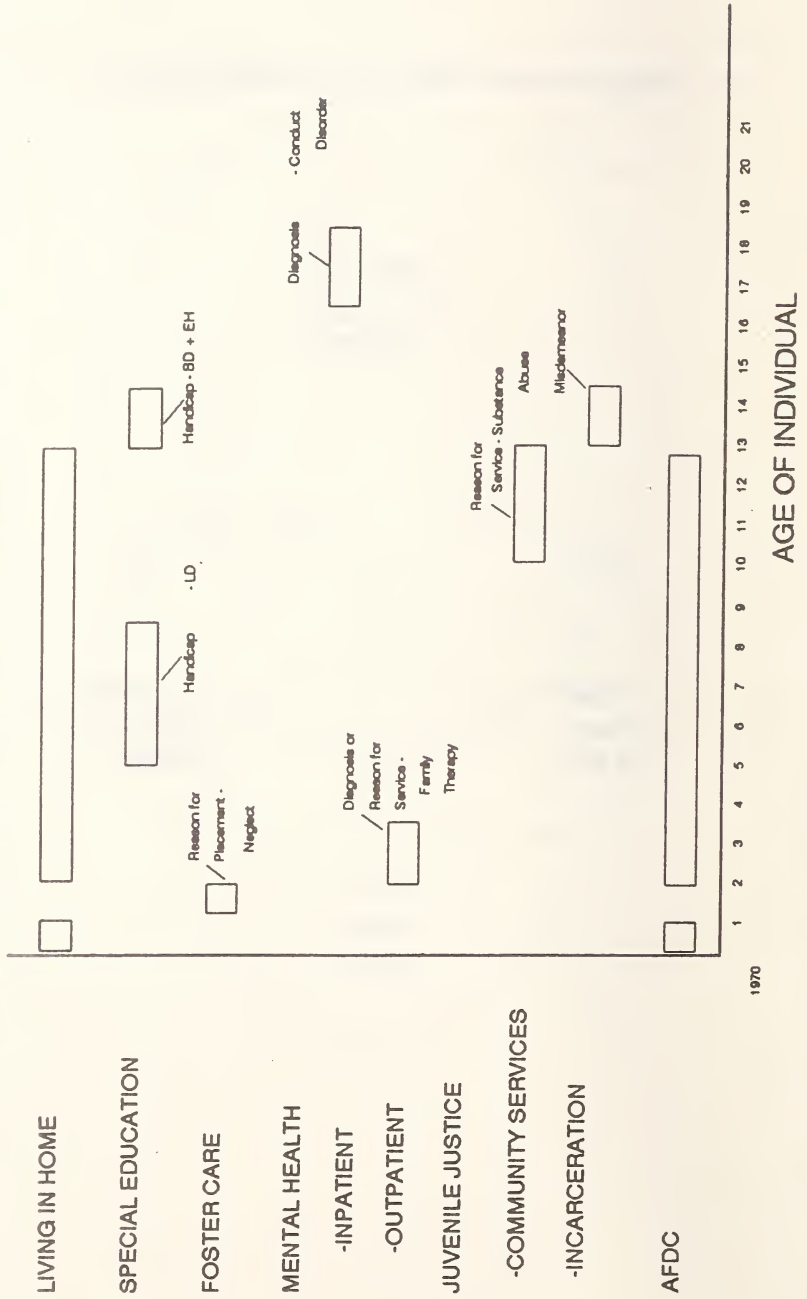 LIVING IN HOME
SPECIAL EDUCATION
Handicap
- LD
Handicap - BD + EH
FOSTER CARE
Reason for
Placement -
Neglect
MENTAL HEALTH
-INPATIENT
Diagnosis
- Conduct
Disorder
-OUTPATIENT
Diagnosis or
Reason for
Service -
Family
Therapy
JUVENILE JUSTICE
-COMMUNITY SERVICES
Reason for
Service - Substance
Abuse
-INCARCERATION
Misdemeanor
AFDC
1 2 3 4 5 6 7 8 9 10 11 12 13 14 15 16 17 18 19 20 21
1970
AGE OF INDIVIDUAL